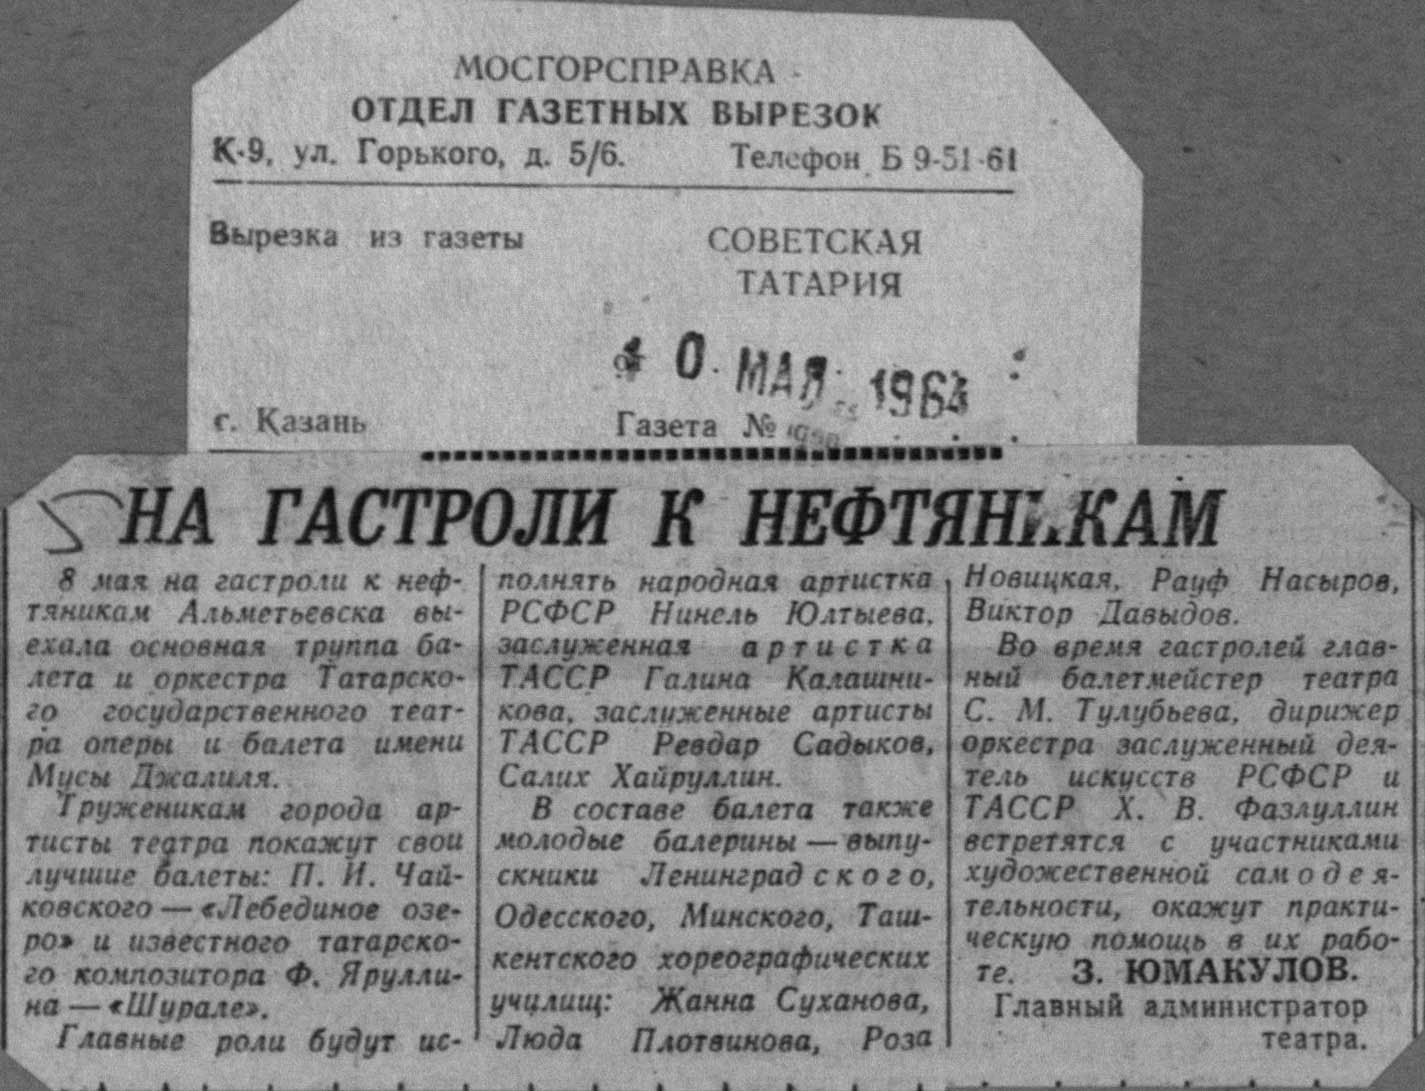 МОСГОРСПРАВКА
ОТДЕЛ ГАЗЕТНЫХ ВЫРЕЗОК
К-9, ул. Горького, д. 5/6. Телефон Б 9-51-61
Вырезка из газеты СОВЕТСКАЯ
ТАТАРИЯ
от 10 МАЯ 1964
г. Казань Газета №
НА ГАСТРОЛИ К НЕФТЯНИКАМ
8 мая на гастроли к неф-
тяникам Альметьевска вы-
ехала основная труппа ба-
лета и оркестра Татарско-
го государственного теат-
ра оперы и балета имени
Мусы Джалиля.
Труженикам города ар-
тисты театра покажут свои
лучшие балеты: П. И. Чай-
ковского — «Лебединое озе-
ро» и известного татарско-
го композитора Ф. Ярулли-
на — «Шурале».
Главные роли будут ис-
полнять народная артистка
РСФСР Нинель Юлтыева,
заслуженная артистка
ТАССР Галина Калашни-
кова, заслуженные артисты
ТАССР Ревдар Садыков,
Салих Хайруллин.
В составе балета также
молодые балерины — выпу-
скники Ленинградского,
Одесского, Минского, Таш-
кентского хореографических
училищ: Жанна Суханова,
Люда Плотвинова, Роза
Новицкая, Рауф Насыров,
Виктор Давыдов.
Во время гастролей глав-
ный балетмейстер театра
С. М. Тулубьева, дирижер
оркестра заслуженный дея-
тель искусств РСФСР и
ТАССР Х. В. Фазлуллин
встретятся с участниками
художественной самодея-
тельности, окажут практи-
ческую помощь в их рабо-
те. З. ЮМАКУЛОВ.
Главный администратор
театра.